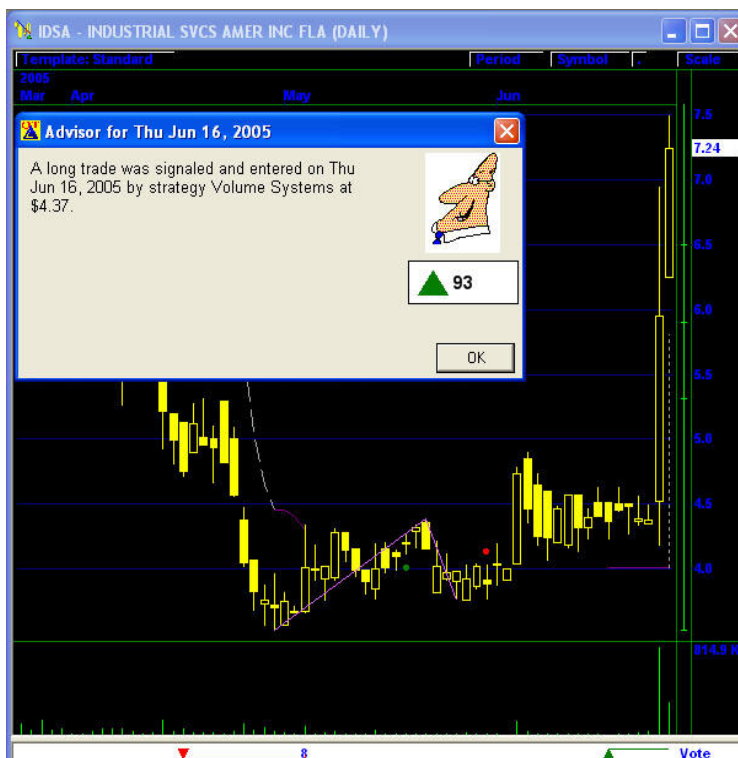 IDSA - INDUSTRIAL SVCS AMER INC FLA (DAILY)
Template: Standard Period Symbol . Scale
2005
Mar Apr May Jun
Advisor for Thu Jun 16, 2005
A long trade was signaled and entered on Thu
Jun 16, 2005 by strategy Volume Systems at
$4.37.
93
OK
7.5
7.24
7.0
6.5
6.0
5.5
5.0
4.5
4.0
814.9 K
8 Vote